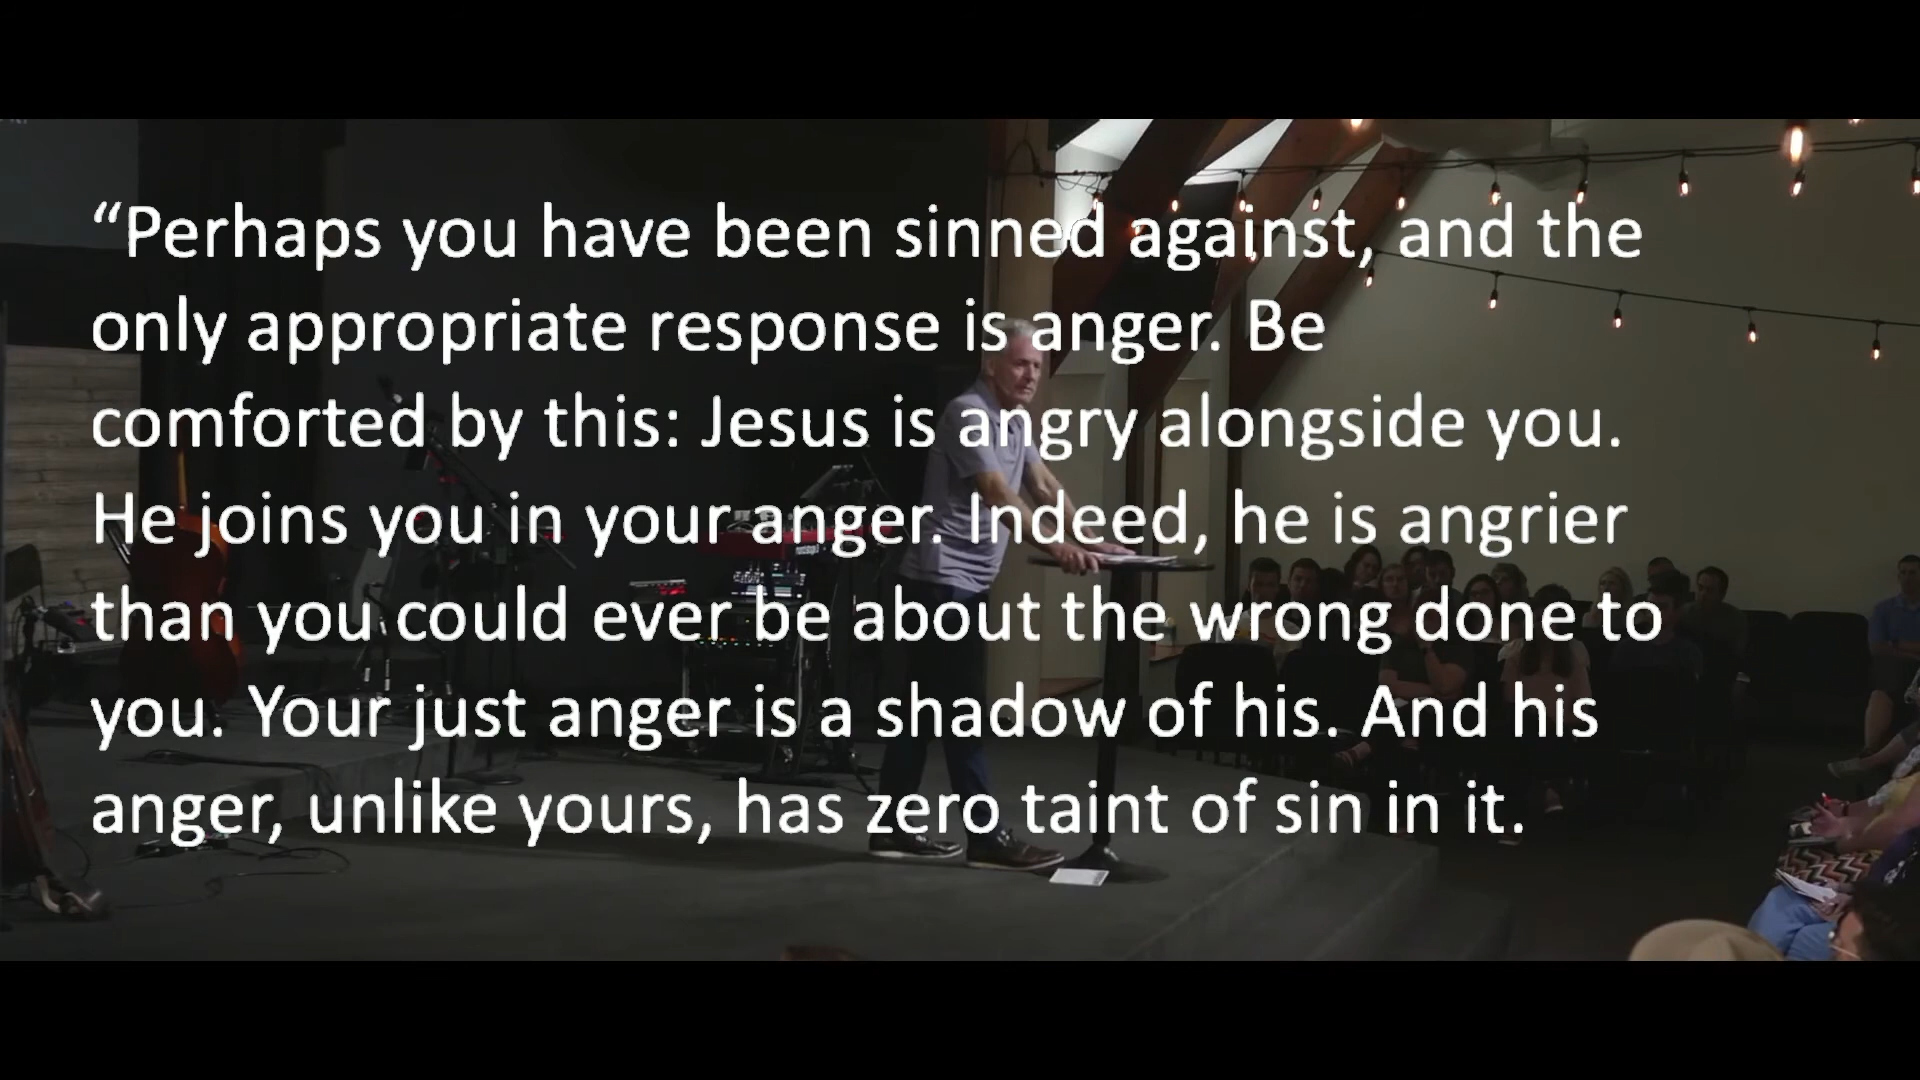 “Perhaps you have been sinned against, and the
only appropriate response is anger. Be
comforted by this: Jesus is angry alongside you.
He joins you in your anger. Indeed, he is angrier
than you could ever be about the wrong done to
you. Your just anger is a shadow of his. And his
anger, unlike yours, has zero taint of sin in it.